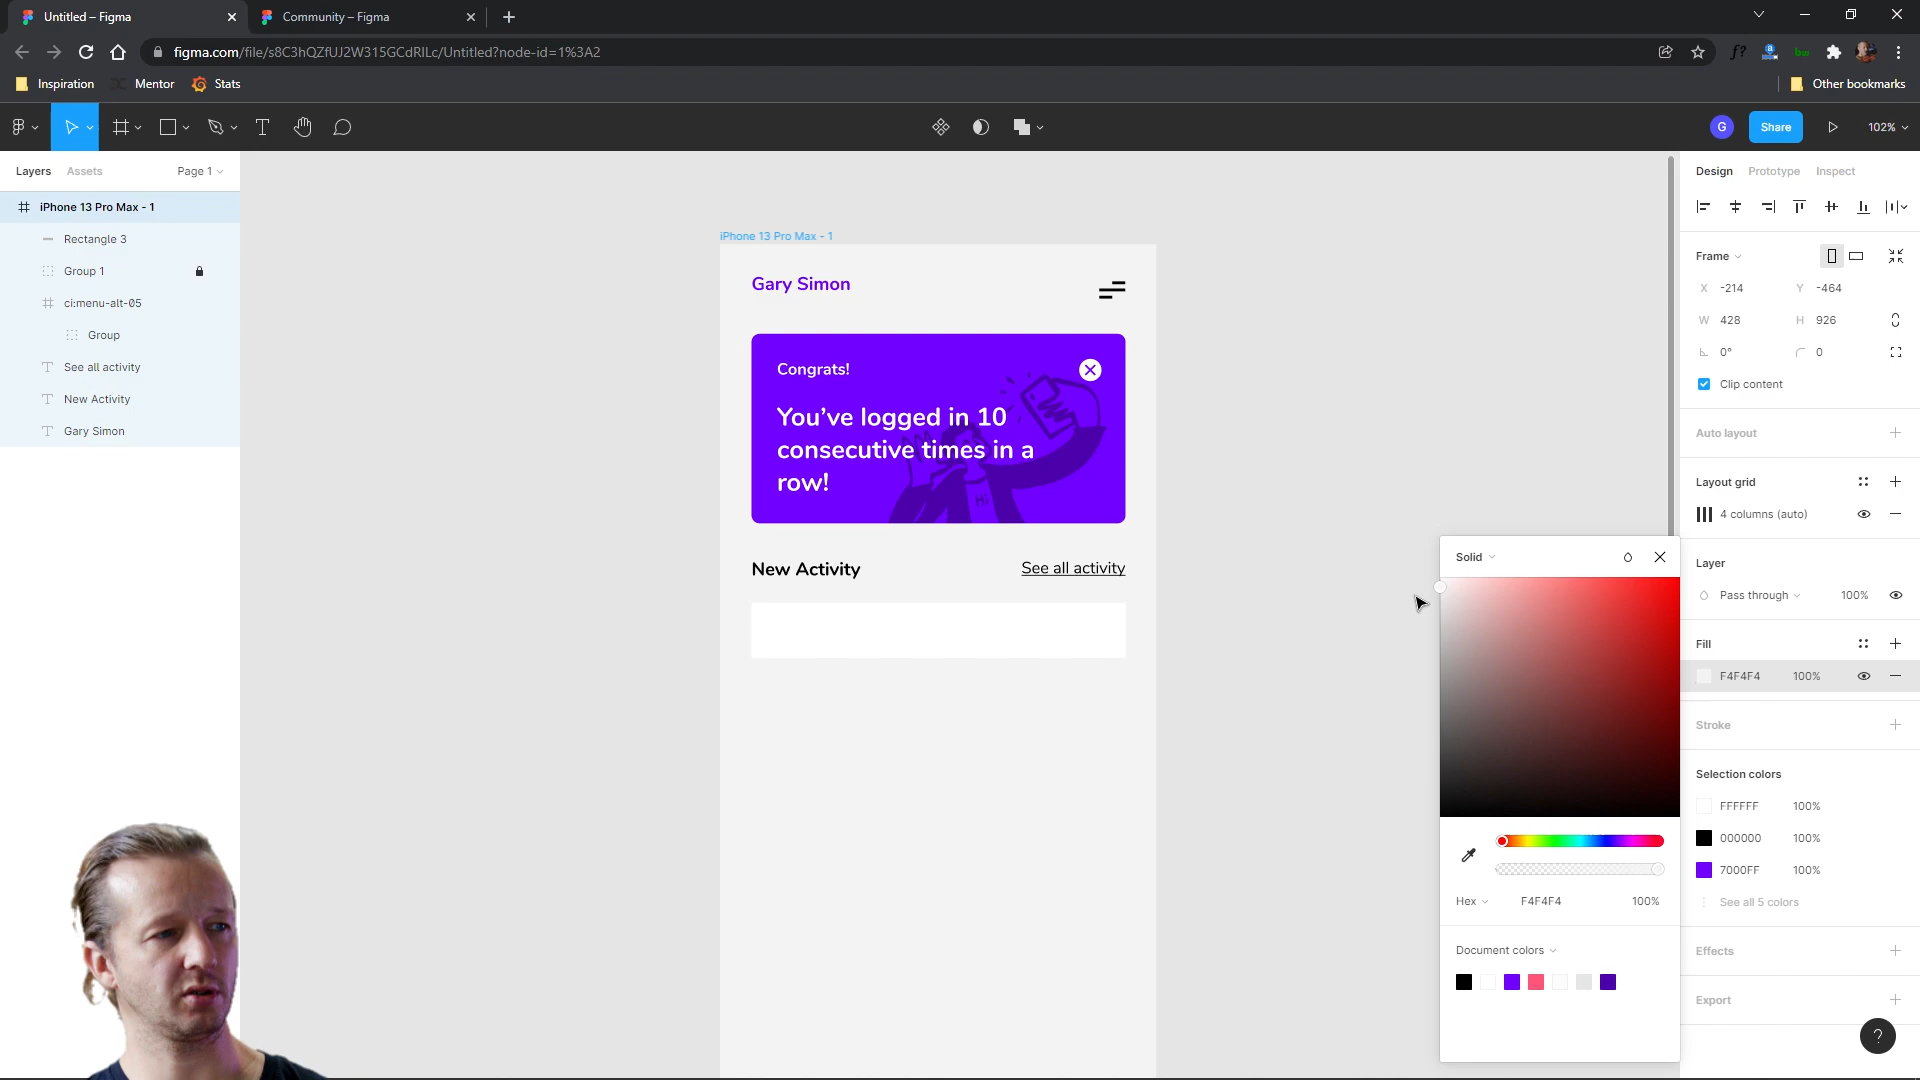 Untitled – Figma
Community – Figma
figma.com/file/s8C3hQZfUJ2W315GCdRILc/Untitled?node-id=1%3A2
f?
Inspiration
Mentor
Stats
Other bookmarks
G
Share
102%
Layers
Assets
Page 1
iPhone 13 Pro Max - 1
Rectangle 3
Group 1
ci:menu-alt-05
Group
See all activity
New Activity
Gary Simon
iPhone 13 Pro Max - 1
Gary Simon
Congrats!
You’ve logged in 10
consecutive times in a
row!
Hi
New Activity
See all activity
Solid
Hex
F4F4F4
100%
Document colors
Design
Prototype
Inspect
Frame
X
-214
Y
-464
W
428
H
926
0°
0
Clip content
Auto layout
Layout grid
4 columns (auto)
Layer
Pass through
100%
Fill
F4F4F4
100%
Stroke
Selection colors
FFFFFF
100%
000000
100%
7000FF
100%
See all 5 colors
Effects
Export
?